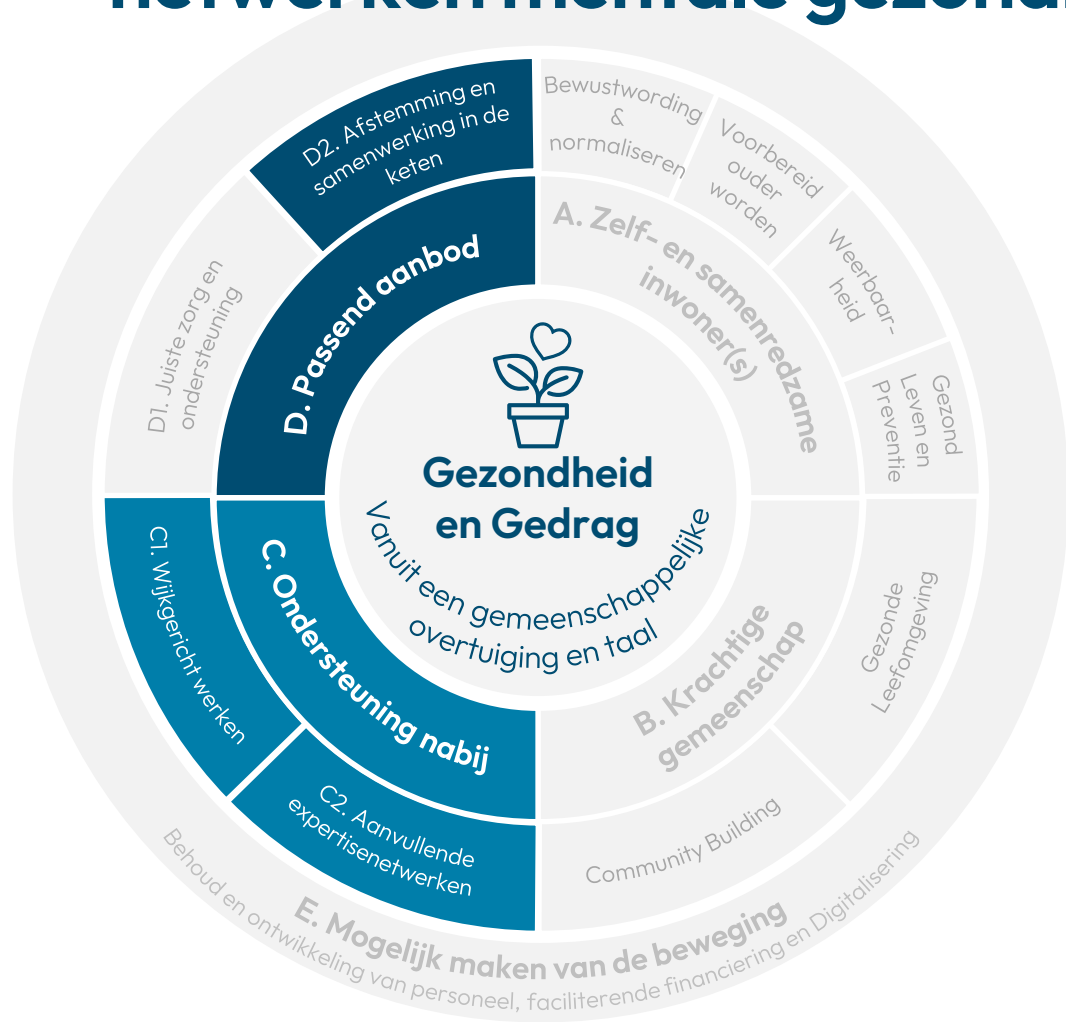 netwerken mentale
D2. Afstemming en
samenwerking in de
keten
Bewustwording
&
normaliseren
Voorbereid
ouder
worden
Weerbaar-
heid
Gezond
Leven en
Preventie
D1. Juiste zorg en
ondersteuning
D. Passend aanbod
A. Zelf- en samenredzame
inwoner(s)
Gezondheid
en Gedrag
Vanuit een gemeenschappelijke
overtuiging en taal
C1. Wijkgericht werken
C. Ondersteuning nabij
B. Krachtige
gemeenschap
Gezonde
Leefomgeving
C2. Aanvullende
expertisenetwerken
Community Building
E. Mogelijk maken van de beweging
Behoud en ontwikkeling van personeel, faciliterende financiering en Digitalisering